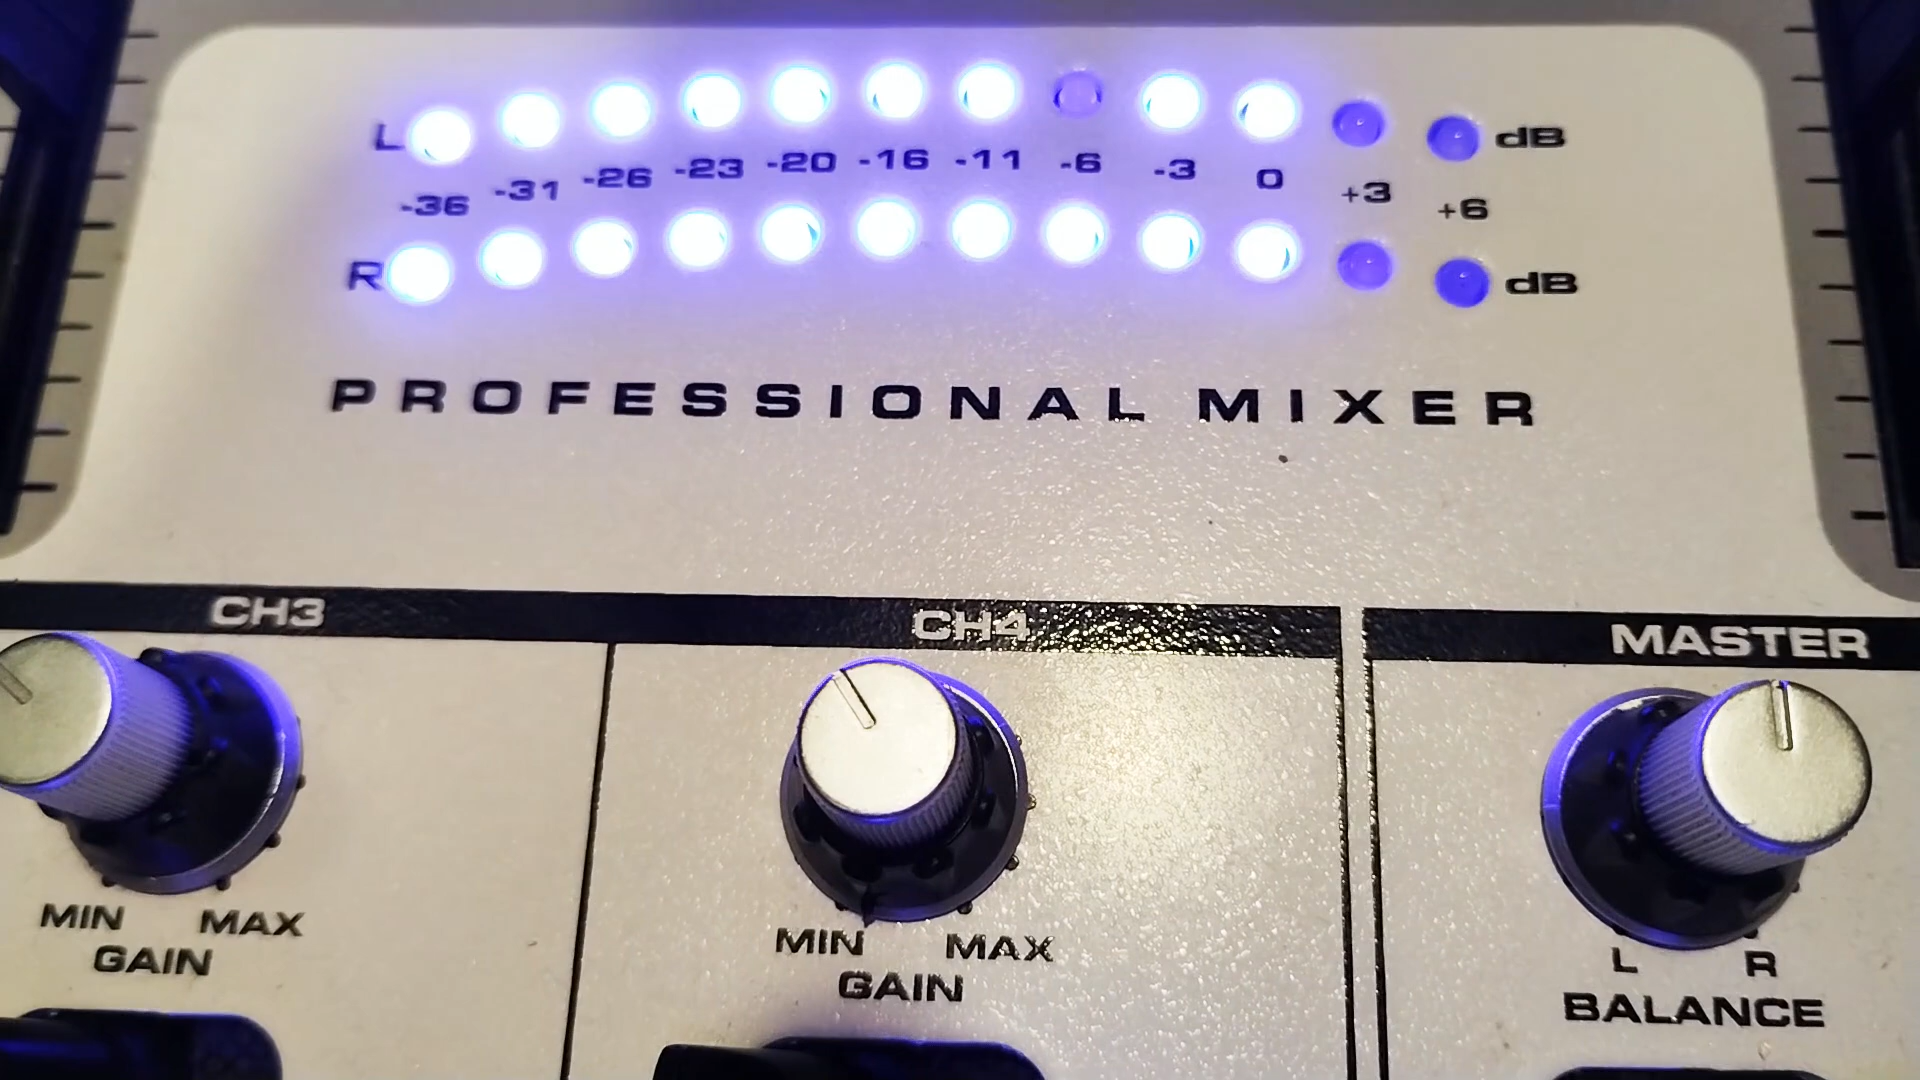 L dB
-36 -31 -26 -23 -20 -16 -11 -6 -3 0 +3 +6
R dB
PROFESSIONAL MIXER
CH3 CH4 MASTER
MIN MAX MIN MAX L R
GAIN GAIN BALANCE